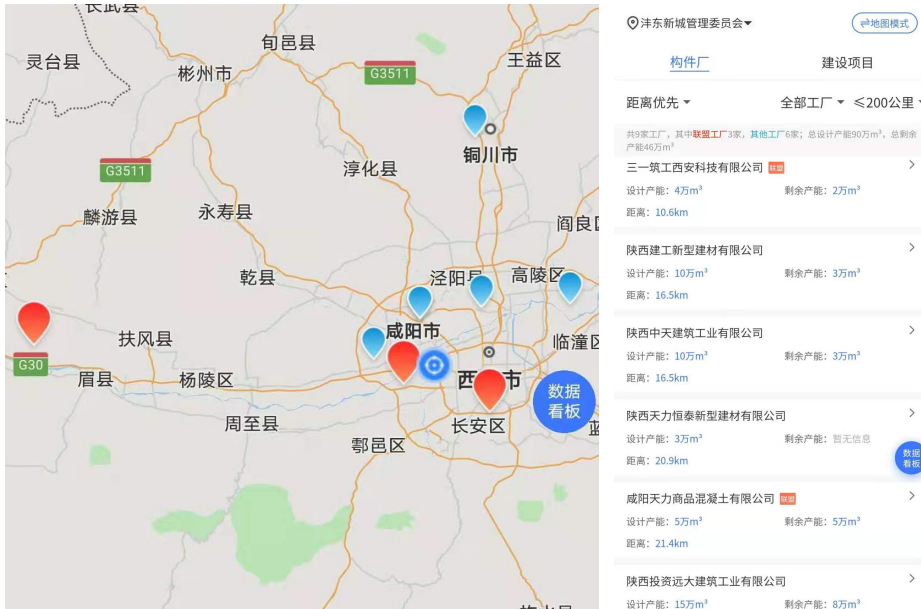 长武县
旬邑县
灵台县
彬州市
G3511
王益区
铜川市
G3511
淳化县
麟游县
永寿县
阎良区
乾县
泾阳县
高陵区
扶风县
咸阳市
临潼区
G30
眉县
杨陵区
西
市
数据
看板
周至县
长安区
蓝
鄠邑区
沣东新城管理委员会
地图模式
构件厂
建设项目
距离优先
全部工厂
≤200公里
共9家工厂，其中联盟工厂3家，其他工厂6家；总设计产能90万m³，总剩余
产能46万m³
三一筑工西安科技有限公司 联盟
设计产能：4万m³ 剩余产能：2万m³
距离：10.6km
陕西建工新型建材有限公司
设计产能：10万m³ 剩余产能：3万m³
距离：16.5km
陕西中天建筑工业有限公司
设计产能：10万m³ 剩余产能：3万m³
距离：16.5km
陕西天力恒泰新型建材有限公司
设计产能：3万m³ 剩余产能：暂无信息
距离：20.9km
数据
看板
咸阳天力商品混凝土有限公司 联盟
设计产能：5万m³ 剩余产能：5万m³
距离：21.4km
陕西投资远大建筑工业有限公司
设计产能：15万m³ 剩余产能：8万m³